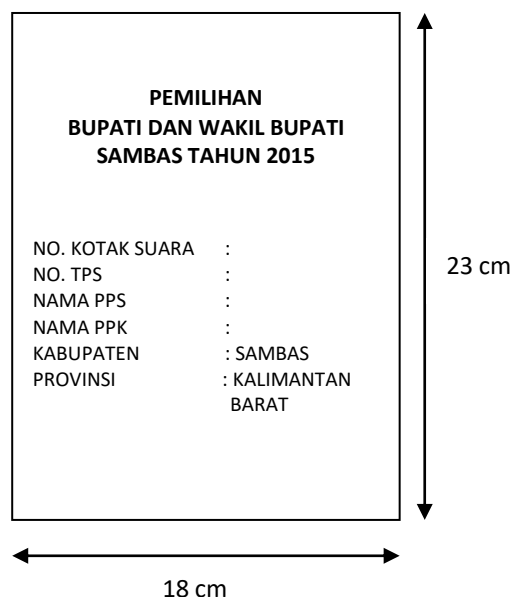 PEMILIHAN
BUPATI DAN WAKIL BUPATI
SAMBAS TAHUN 2015
NO. KOTAK SUARA :
NO. TPS :
NAMA PPS :
NAMA PPK :
KABUPATEN : SAMBAS
PROVINSI : KALIMANTAN
BARAT
23 cm
18 cm